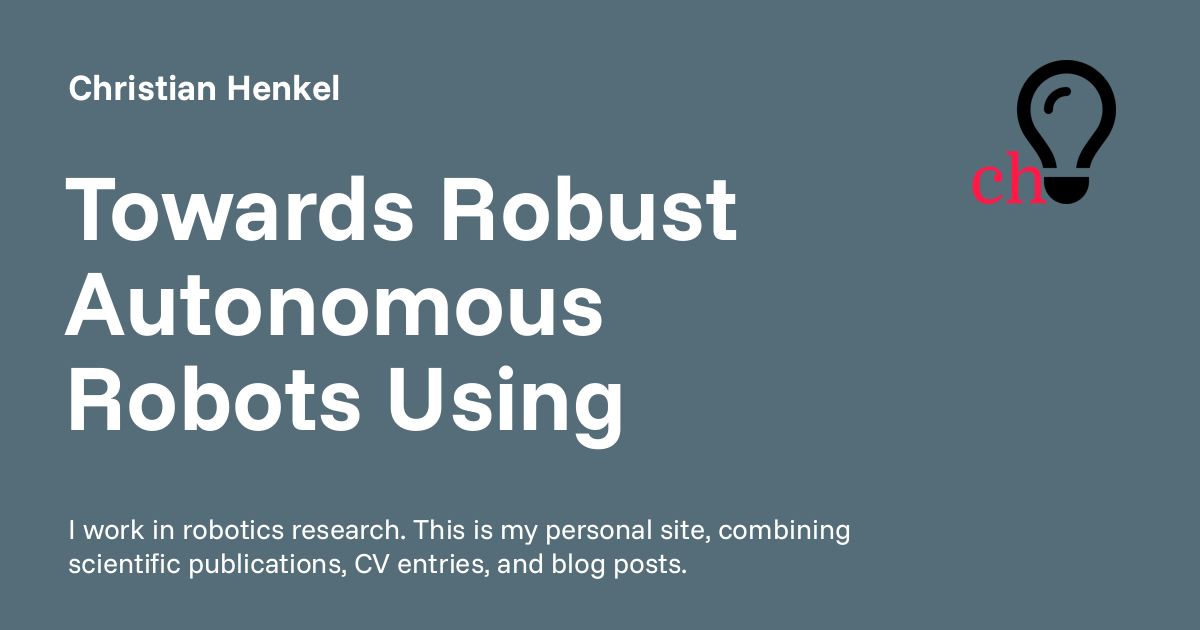 Christian Henkel
ch
Towards Robust
Autonomous
Robots Using
I work in robotics research. This is my personal site, combining
scientific publications, CV entries, and blog posts.